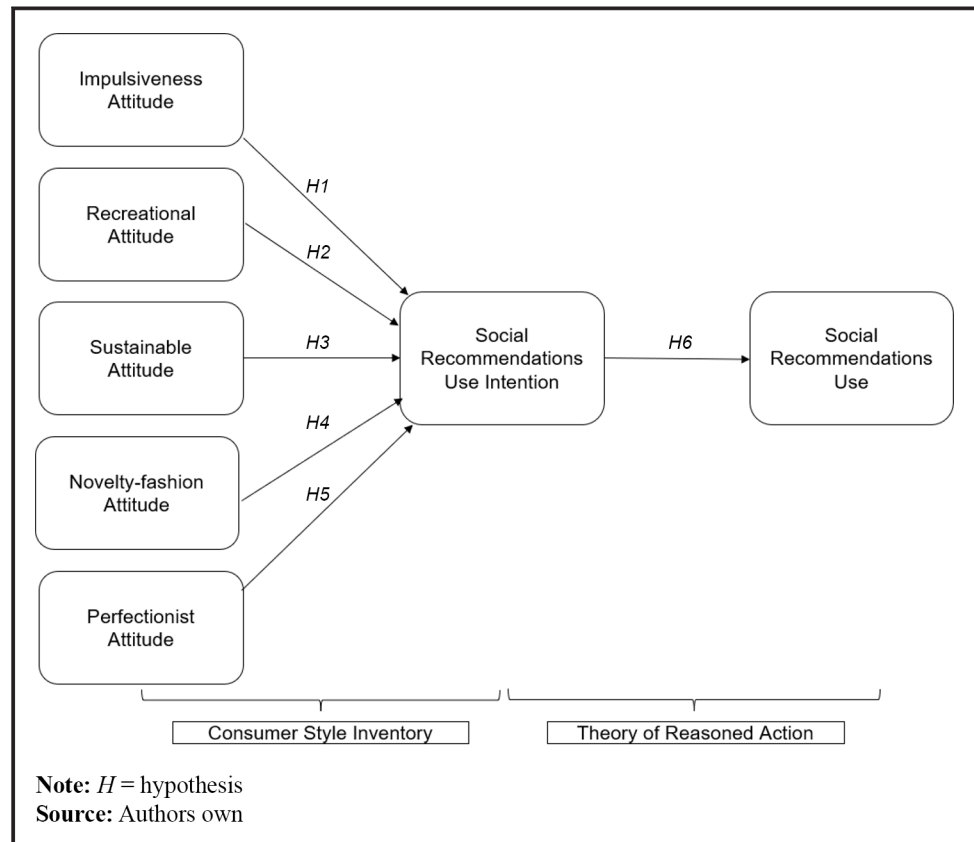 Impulsiveness
Attitude
H1
Recreational
Attitude
H2
Sustainable
Attitude
H3
Social
Recommendations
Use Intention
H6
Social
Recommendations
Use
H4
Novelty-fashion
Attitude
H5
Perfectionist
Attitude
Consumer Style Inventory
Theory of Reasoned Action
Note: H = hypothesis
Source: Authors own